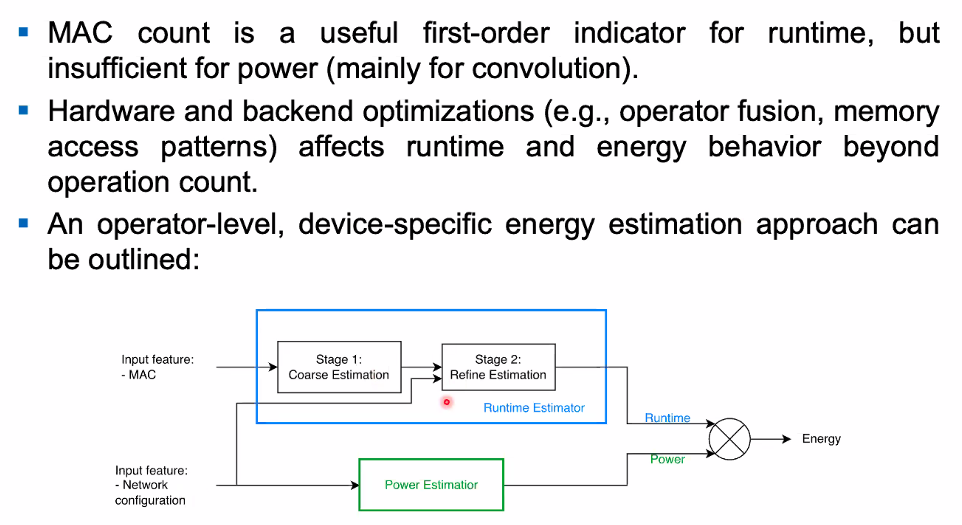 ▪ MAC count is a useful first-order indicator for runtime, but
insufficient for power (mainly for convolution).
▪ Hardware and backend optimizations (e.g., operator fusion, memory
access patterns) affects runtime and energy behavior beyond
operation count.
▪ An operator-level, device-specific energy estimation approach can
be outlined:
Input feature:
- MAC
Stage 1:
Coarse Estimation
Stage 2:
Refine Estimation
Runtime Estimator
Runtime
Energy
Power
Input feature:
- Network
configuration
Power Estimatior